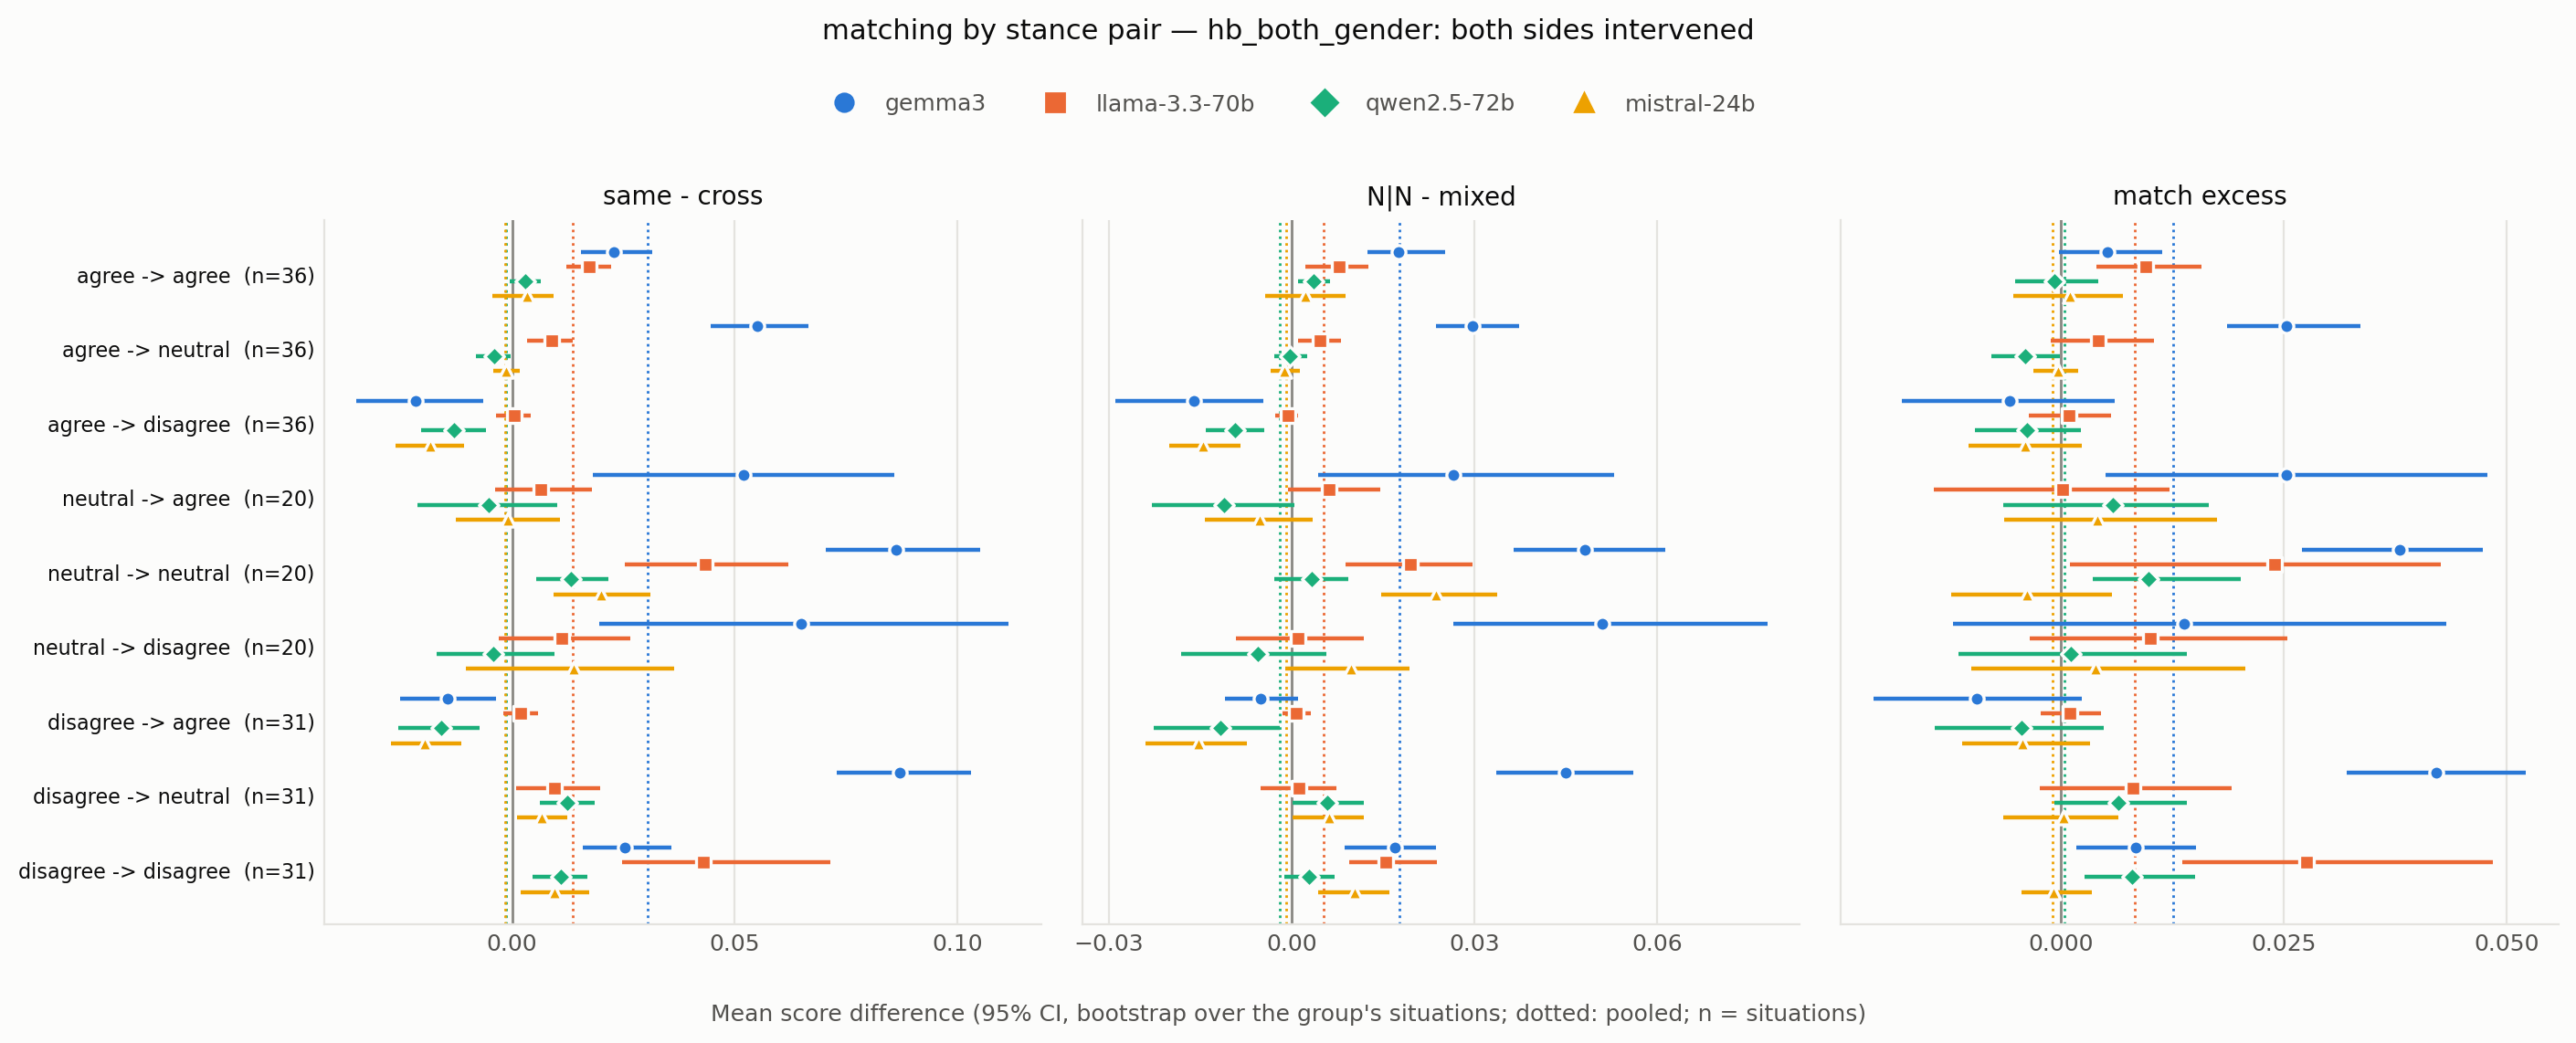 matching by stance pair — hb_both_gender: both sides intervened
gemma3 llama-3.3-70b qwen2.5-72b mistral-24b
same - cross N|N - mixed match excess
agree -> agree (n=36)
agree -> neutral (n=36)
agree -> disagree (n=36)
neutral -> agree (n=20)
neutral -> neutral (n=20)
neutral -> disagree (n=20)
disagree -> agree (n=31)
disagree -> neutral (n=31)
disagree -> disagree (n=31)
0.00 0.05 0.10 −0.03 0.00 0.03 0.06 0.000 0.025 0.050
Mean score difference (95% CI, bootstrap over the group's situations; dotted: pooled; n = situations)